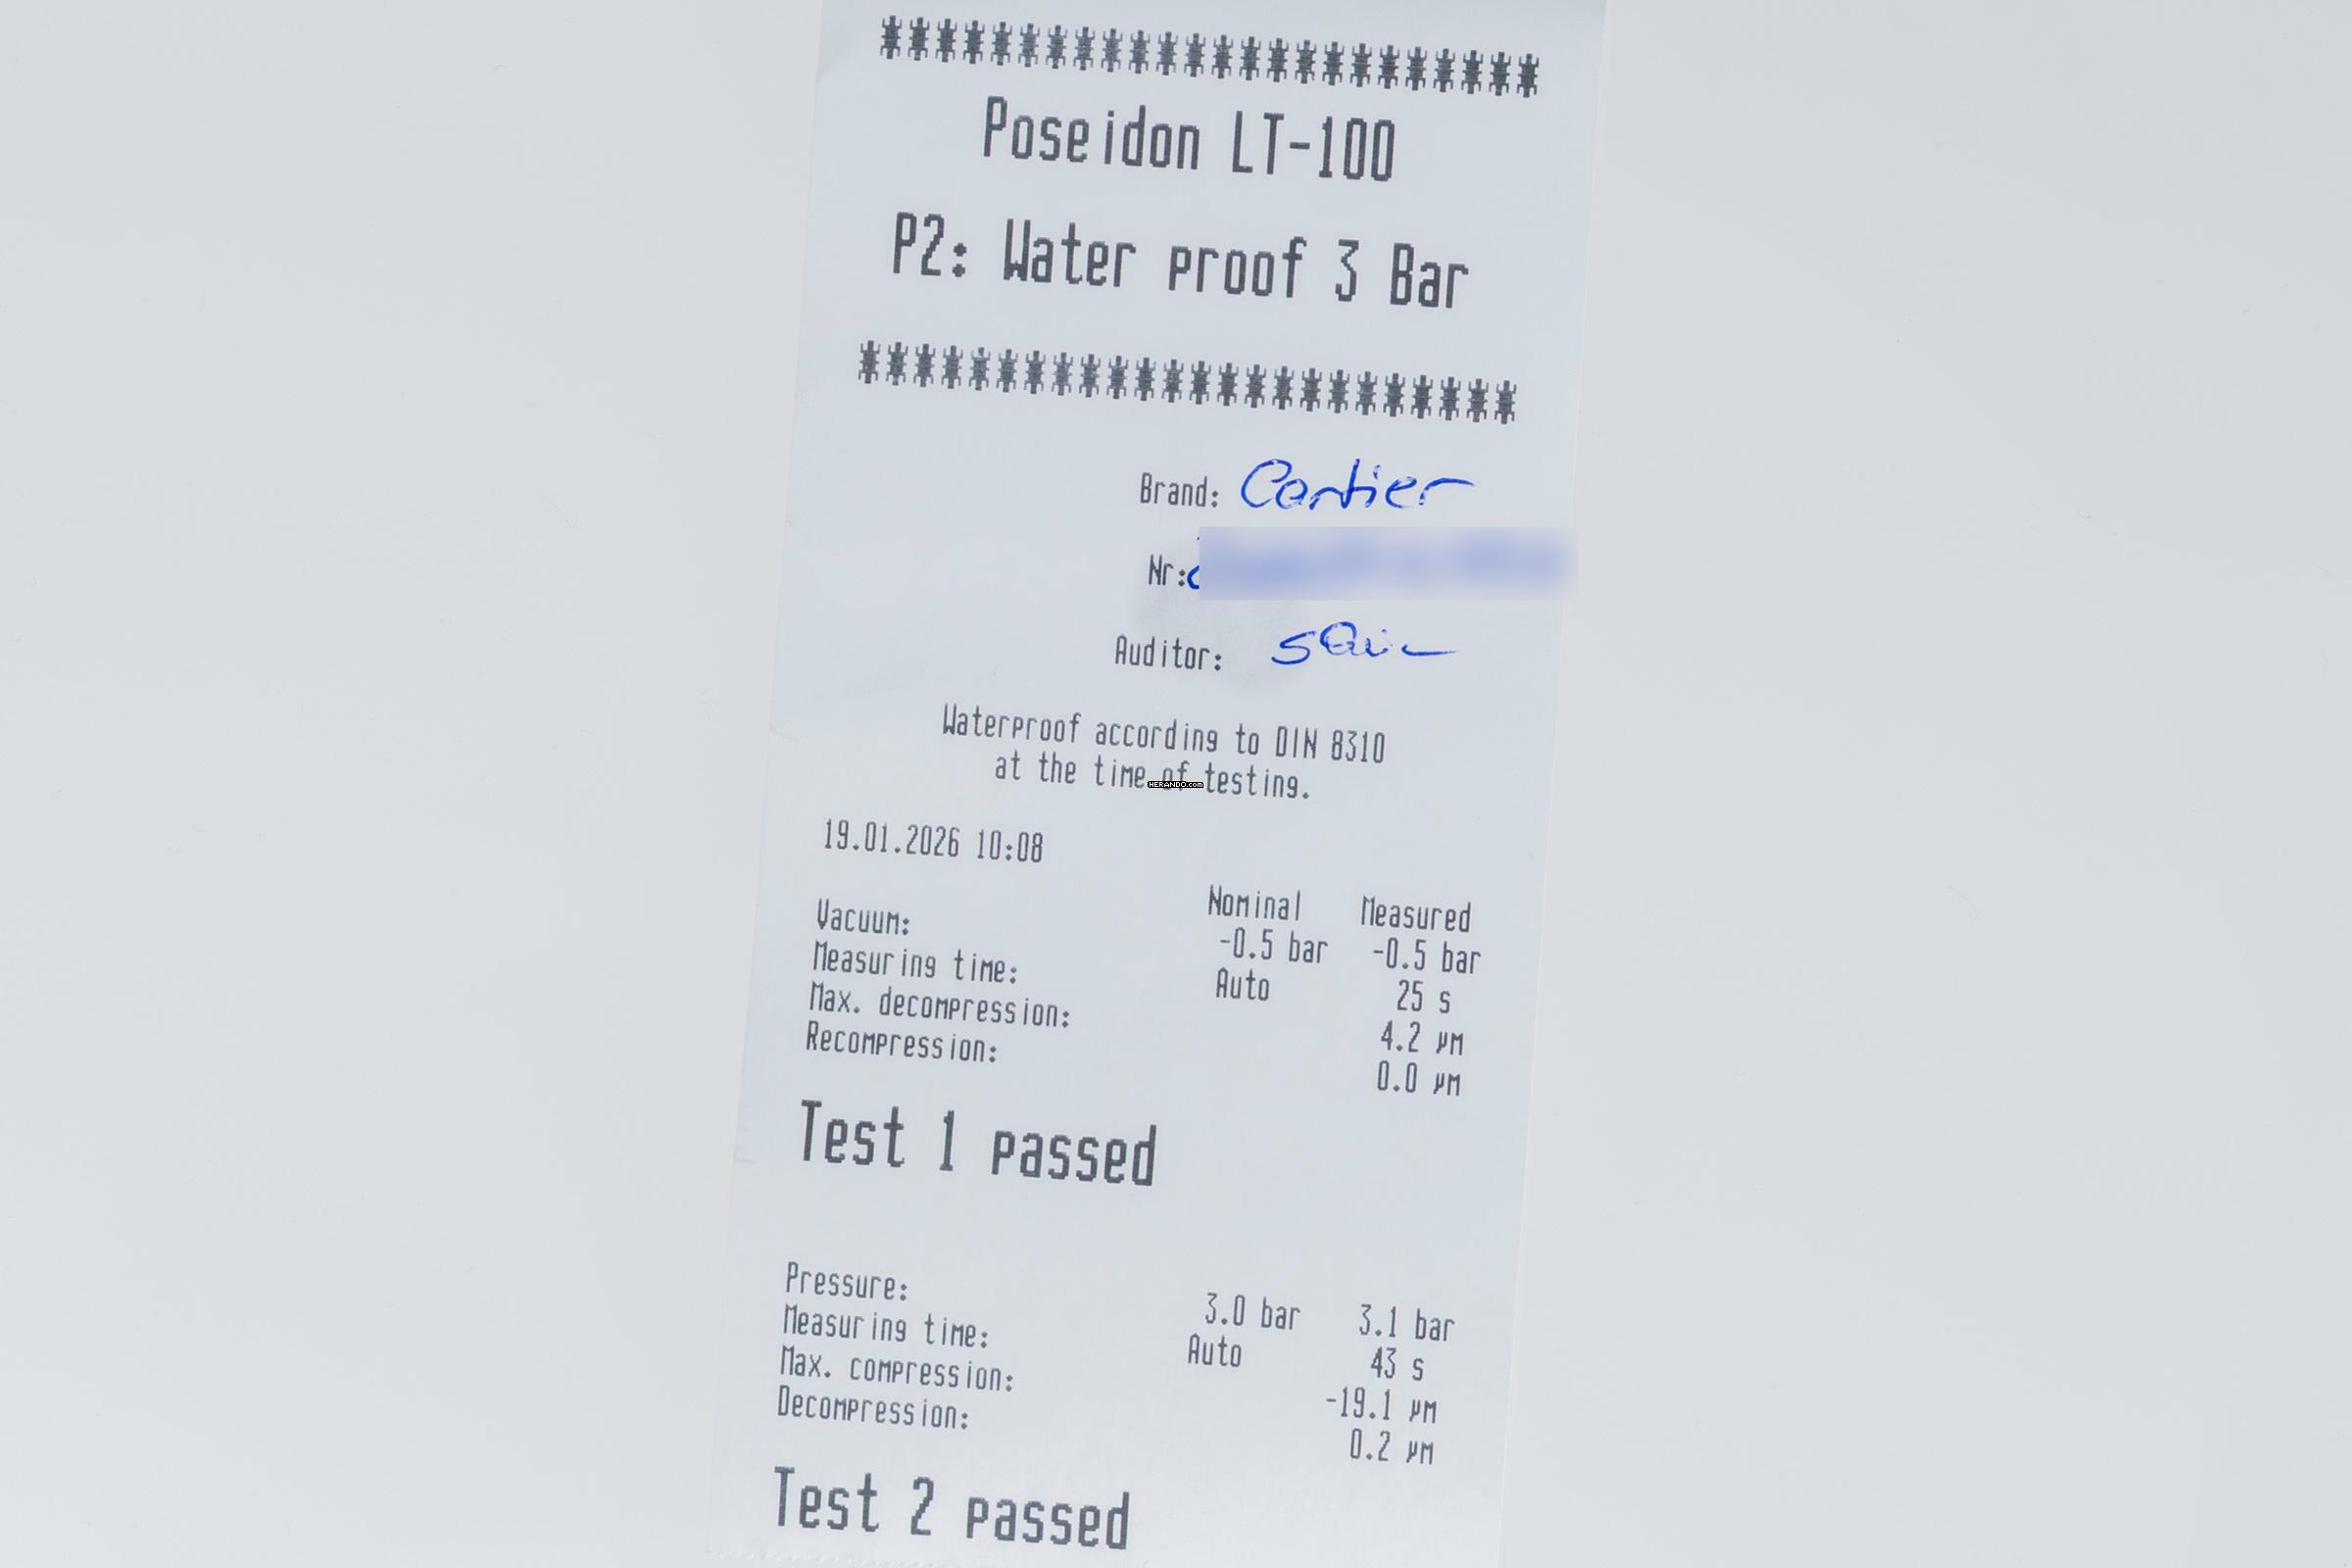 ************************
Poseidon LT-100
P2: Water proof 3 Bar
************************
Brand: Cartier
Nr:
Auditor:
Waterproof according to DIN 8310
at the time of testing.
HERANDO.com
19.01.2026 10:08
Nominal Measured
Vacuum: -0.5 bar -0.5 bar
Measuring time: Auto 25 s
Max. decompression: 4.2 µm
Recompression: 0.0 µm
Test 1 passed
Pressure: 3.0 bar 3.1 bar
Measuring time: Auto 43 s
Max. compression: -19.1 µm
Decompression: 0.2 µm
Test 2 passed